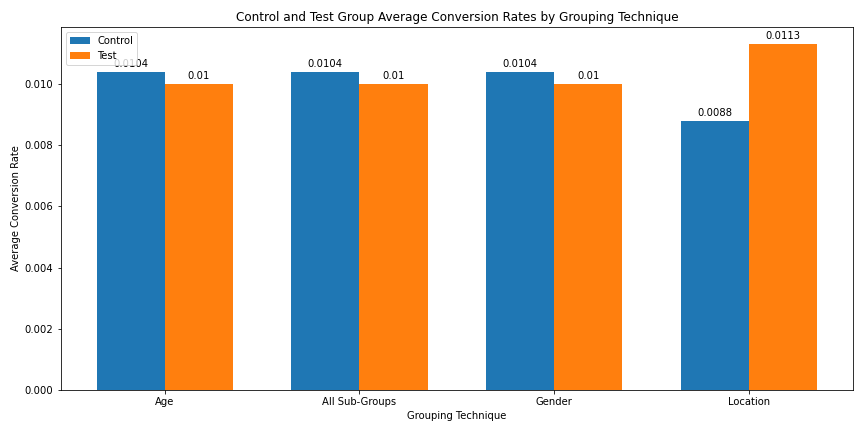 Control and Test Group Average Conversion Rates by Grouping Technique
Control
Test
0.0104
0.01
0.0104
0.01
0.0104
0.01
0.0088
0.0113
0.010
0.008
0.006
0.004
0.002
0.000
Average Conversion Rate
Age
All Sub-Groups
Gender
Location
Grouping Technique